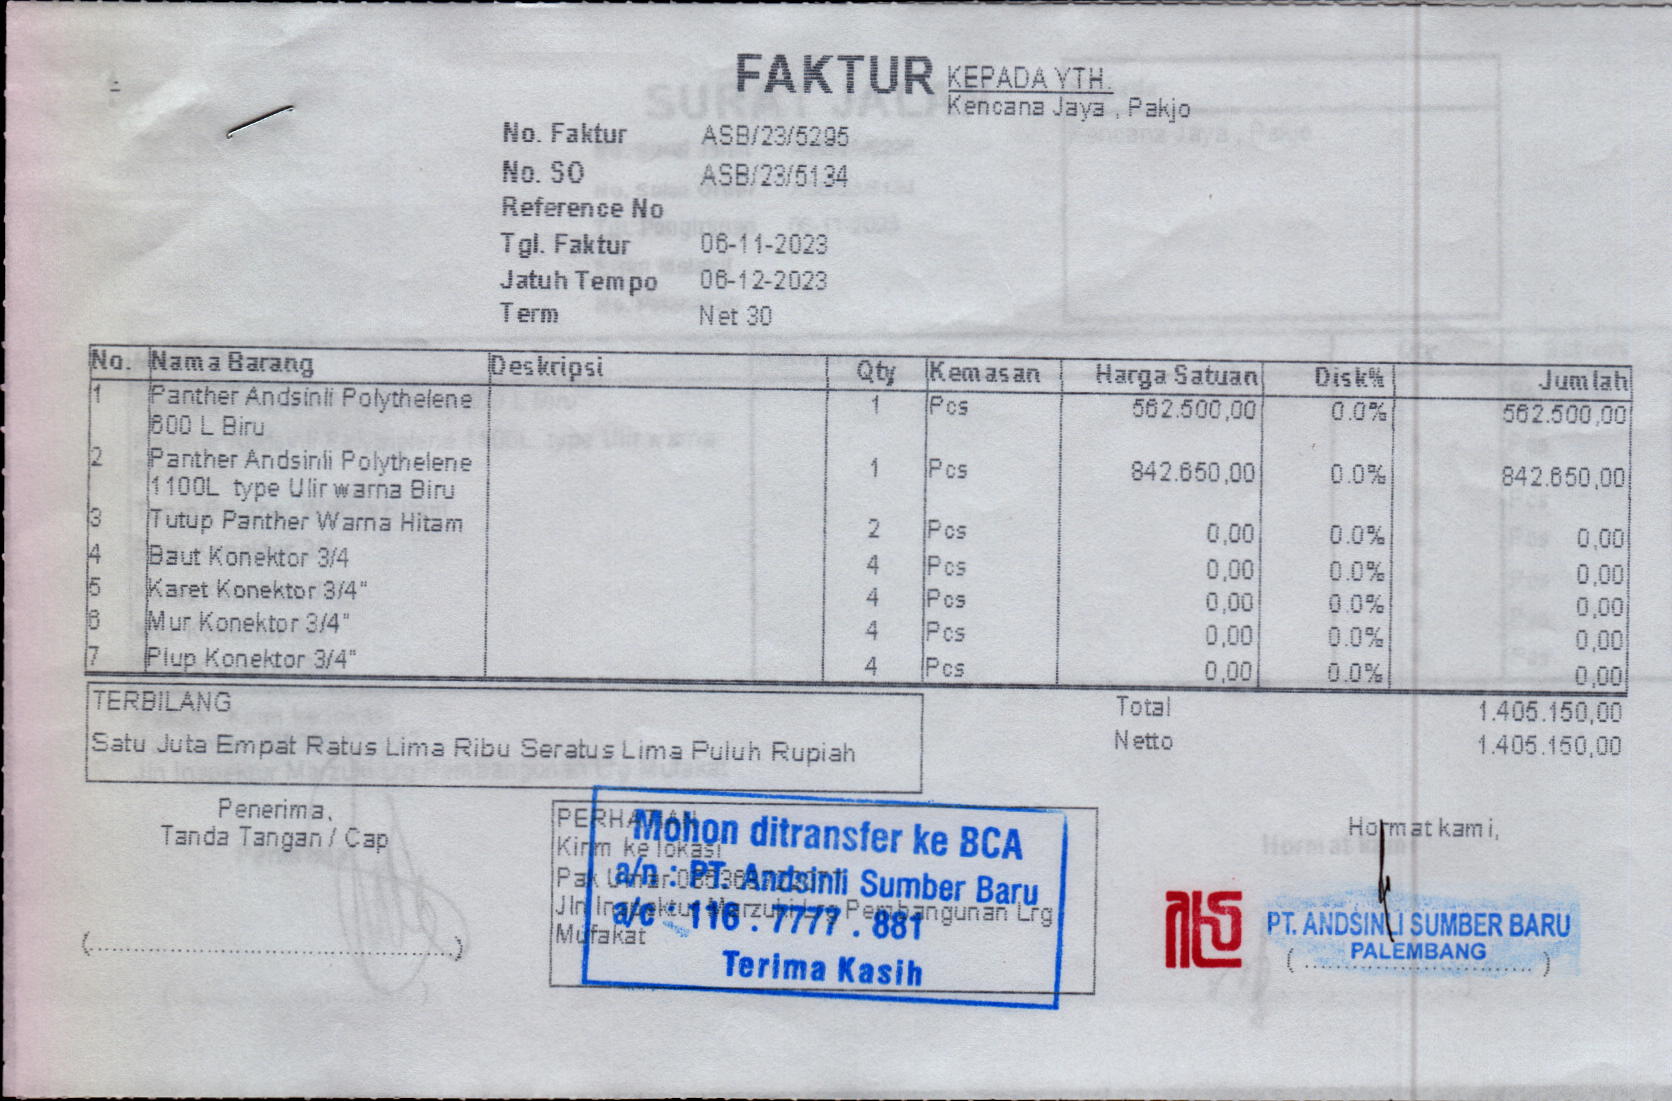 FAKTUR
KEPADA YTH.
Kencana Jaya , Pakjo
No. Faktur ASB/23/5295
No. SO ASB/23/5134
Reference No
Tgl. Faktur 06-11-2023
Jatuh Tempo 06-12-2023
Term Net 30
No. Nama Barang Deskripsi Qty Kemasan Harga Satuan Disk% Jumlah
1 Panther Andsinli Polythelene 1 Pcs 562.500,00 0.0% 562.500,00
600 L Biru
2 Panther Andsinli Polythelene 1 Pcs 842.650,00 0.0% 842.650,00
1100L type Ulir warna Biru
3 Tutup Panther Warna Hitam 2 Pcs 0,00 0.0% 0,00
4 Baut Konektor 3/4 4 Pcs 0,00 0.0% 0,00
5 Karet Konektor 3/4" 4 Pcs 0,00 0.0% 0,00
6 Mur Konektor 3/4" 4 Pcs 0,00 0.0% 0,00
7 Plup Konektor 3/4" 4 Pcs 0,00 0.0% 0,00
TERBILANG
Satu Juta Empat Ratus Lima Ribu Seratus Lima Puluh Rupiah
Total 1.405.150,00
Netto 1.405.150,00
Penerima,
Tanda Tangan / Cap
PERHATIAN
Kirim ke lokasi
Pak Umar
Jln Inspektur Marzuki Lrg Pembangunan Lrg
Mufakat
Mohon ditransfer ke BCA
a/n : PT. Andsinli Sumber Baru
a/c : 116 . 7777 . 881
Terima Kasih
Hormat kami,
PT. ANDSINLI SUMBER BARU
PALEMBANG